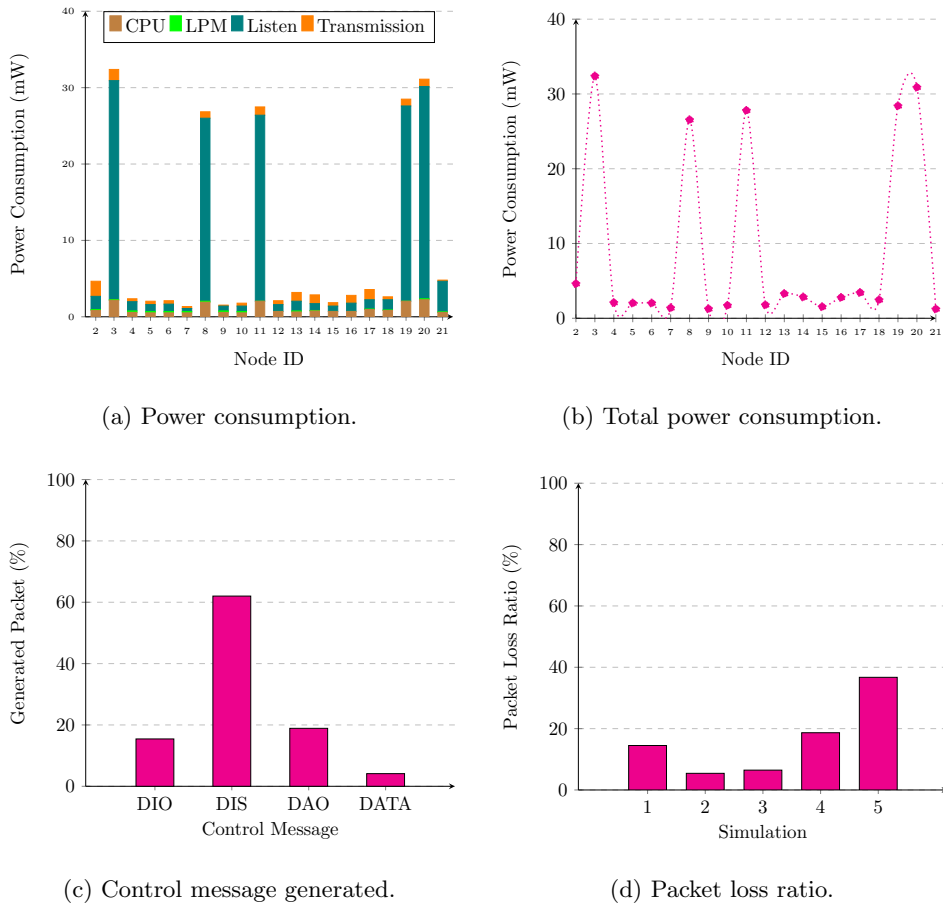 CPU LPM Listen Transmission
Power Consumption (mW)
40
30
20
10
0
2 3 4 5 6 7 8 9 10 11 12 13 14 15 16 17 18 19 20 21
Node ID
(a) Power consumption.
Power Consumption (mW)
40
30
20
10
0
2 3 4 5 6 7 8 9 10 11 12 13 14 15 16 17 18 19 20 21
Node ID
(b) Total power consumption.
Generated Packet (%)
100
80
60
40
20
0
DIO DIS DAO DATA
Control Message
(c) Control message generated.
Packet Loss Ratio (%)
100
80
60
40
20
0
1 2 3 4 5
Simulation
(d) Packet loss ratio.